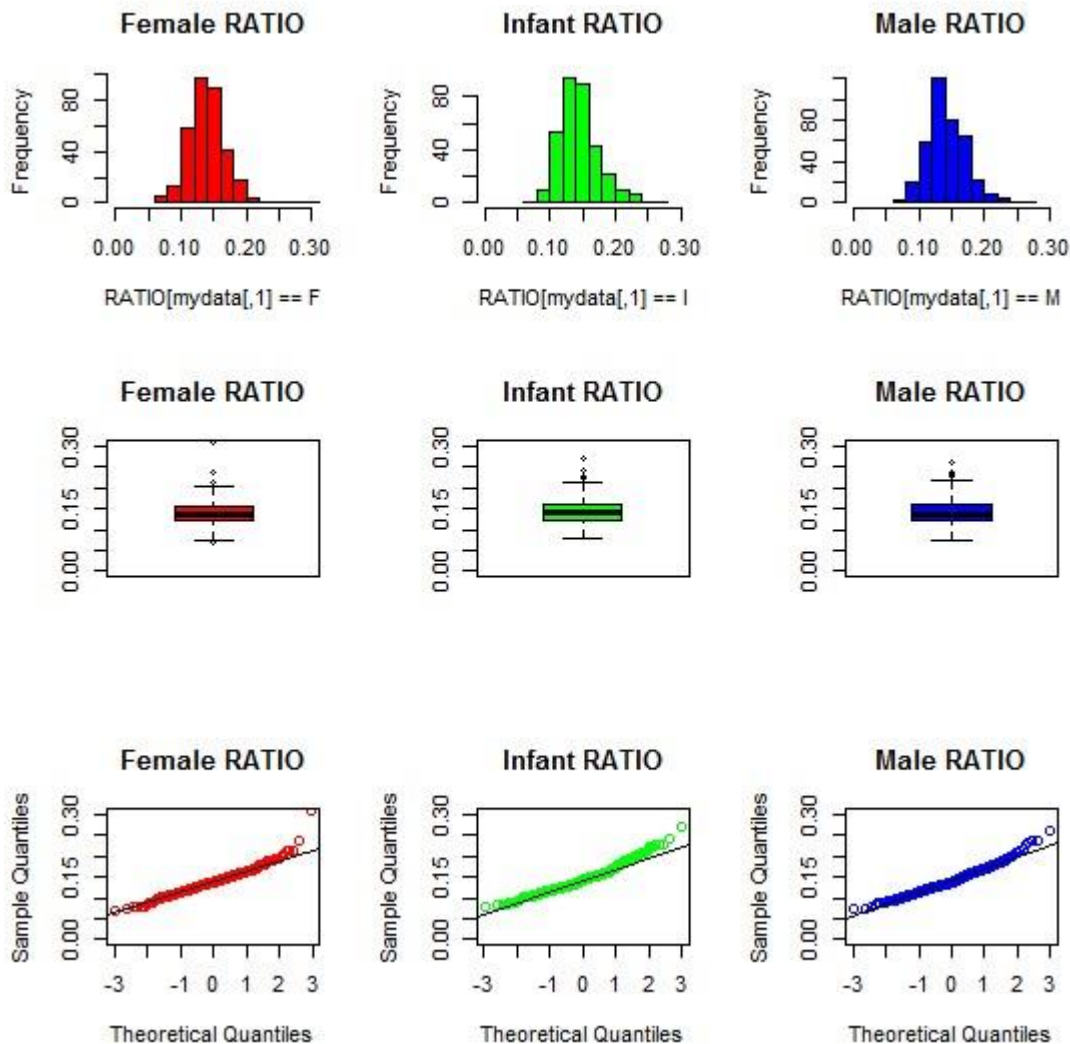 Female RATIO
Infant RATIO
Male RATIO
Frequency
0 40 80
0.00 0.10 0.20 0.30
RATIO[mydata[,1] == F
Frequency
0 40 80
0.00 0.10 0.20 0.30
RATIO[mydata[,1] == I
Frequency
0 40 80
0.00 0.10 0.20 0.30
RATIO[mydata[,1] == M
Female RATIO
Infant RATIO
Male RATIO
0.00 0.15 0.30
0.00 0.15 0.30
0.00 0.15 0.30
Female RATIO
Infant RATIO
Male RATIO
Sample Quantiles
0.00 0.15 0.30
-3 -1 0 1 2 3
Theoretical Quantiles
Sample Quantiles
0.00 0.15 0.30
-3 -1 0 1 2 3
Theoretical Quantiles
Sample Quantiles
0.00 0.15 0.30
-3 -1 0 1 2 3
Theoretical Quantiles